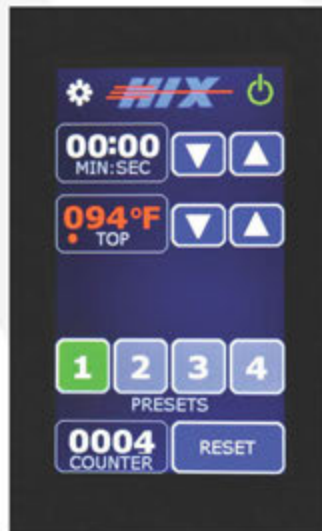 HIX
00:00
MIN:SEC
094°F
TOP
1 2 3 4
PRESETS
0004
COUNTER
RESET